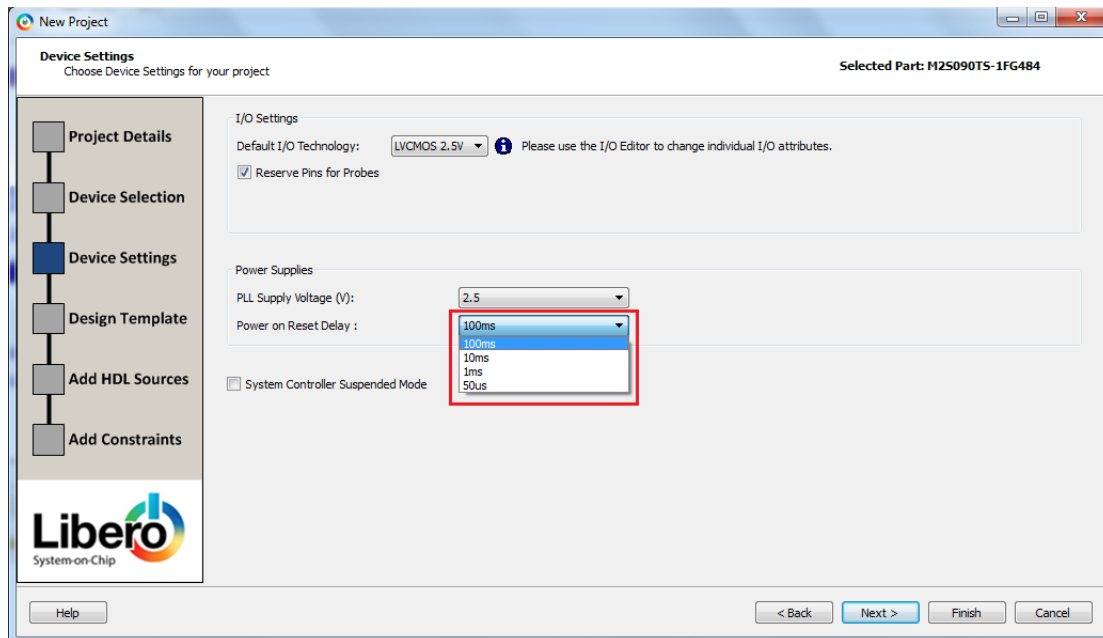 New Project
Device Settings
Choose Device Settings for your project
Selected Part: M2S090TS-1FG484
Project Details
Device Selection
Device Settings
Design Template
Add HDL Sources
Add Constraints
Libero
System-on-Chip
I/O Settings
Default I/O Technology: LVCMOS 2.5V Please use the I/O Editor to change individual I/O attributes.
Reserve Pins for Probes
Power Supplies
PLL Supply Voltage (V): 2.5
Power on Reset Delay : 100ms
100ms
10ms
1ms
50us
System Controller Suspended Mode
Help < Back Next > Finish Cancel